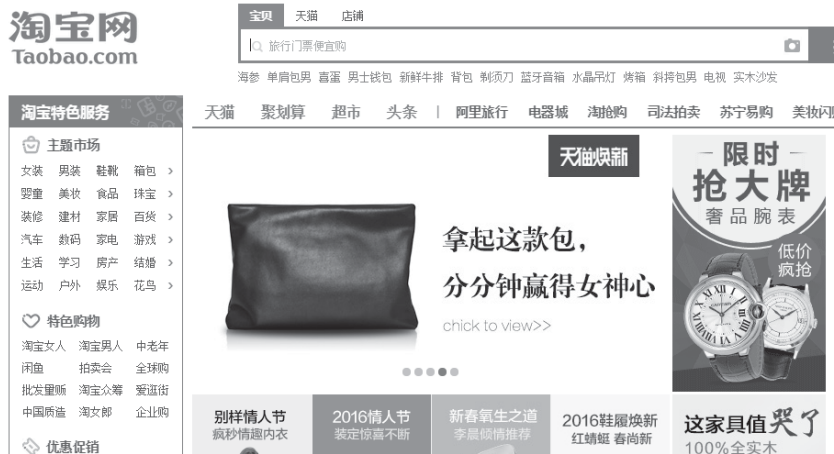 淘宝网
Taobao.com
宝贝 天猫 店铺
旅行门票便宜购
海参 单肩包男 喜蛋 男士钱包 新鲜牛排 背包 剃须刀 蓝牙音箱 水晶吊灯 烤箱 斜挎包男 电视 实木沙发
淘宝特色服务
天猫 聚划算 超市 头条 | 阿里旅行 电器城 淘抢购 司法拍卖 苏宁易购 美妆闪
主题市场
女装 男装 鞋靴 箱包 >
婴童 美妆 食品 珠宝 >
装修 建材 家居 百货 >
汽车 数码 家电 游戏 >
生活 学习 房产 结婚 >
运动 户外 娱乐 花鸟 >
特色购物
淘宝女人 淘宝男人 中老年
闲鱼 拍卖会 全球购
批发量贩 淘宝众筹 爱逛街
中国质造 淘女郎 企业购
优惠促销
天猫焕新
拿起这款包，
分分钟赢得女神心
chick to view>>
限时
抢大牌
奢品腕表
低价
疯抢
别样情人节
疯秒情趣内衣
2016情人节
装定惊喜不断
新春氧生之道
李晨倾情推荐
2016鞋履焕新
红蜻蜓 春尚新
这家具值哭了
100%全实木